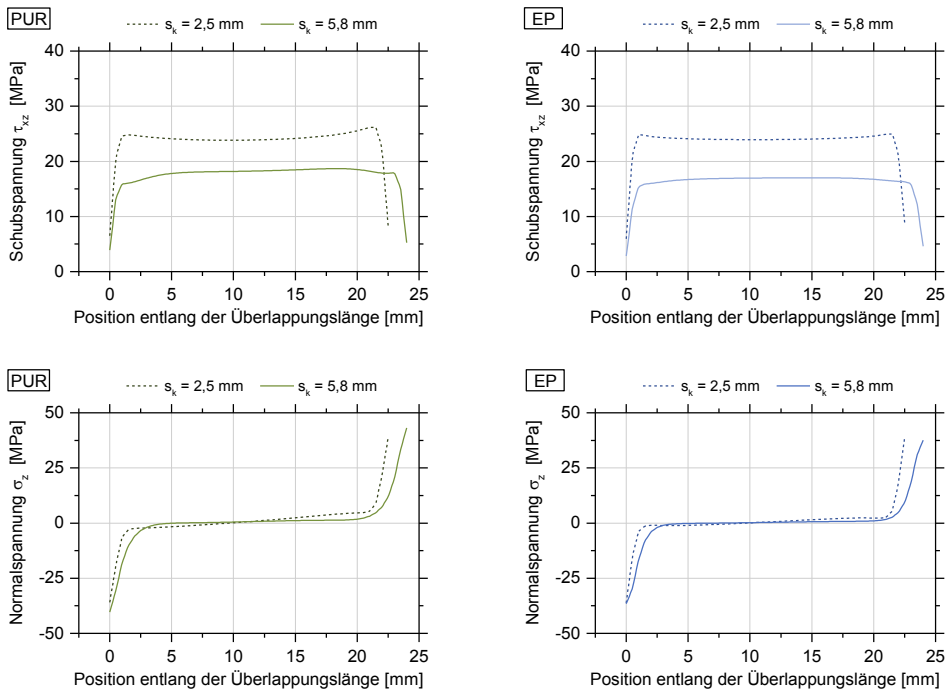 PUR
s_k = 2,5 mm   s_k = 5,8 mm
Schubspannung τ_xz [MPa]
40
30
20
10
0
0 5 10 15 20 25
Position entlang der Überlappungslänge [mm]
EP
s_k = 2,5 mm   s_k = 5,8 mm
Schubspannung τ_xz [MPa]
40
30
20
10
0
0 5 10 15 20 25
Position entlang der Überlappungslänge [mm]
PUR
s_k = 2,5 mm   s_k = 5,8 mm
Normalspannung σ_z [MPa]
50
25
0
-25
-50
0 5 10 15 20 25
Position entlang der Überlappungslänge [mm]
EP
s_k = 2,5 mm   s_k = 5,8 mm
Normalspannung σ_z [MPa]
50
25
0
-25
-50
0 5 10 15 20 25
Position entlang der Überlappungslänge [mm]